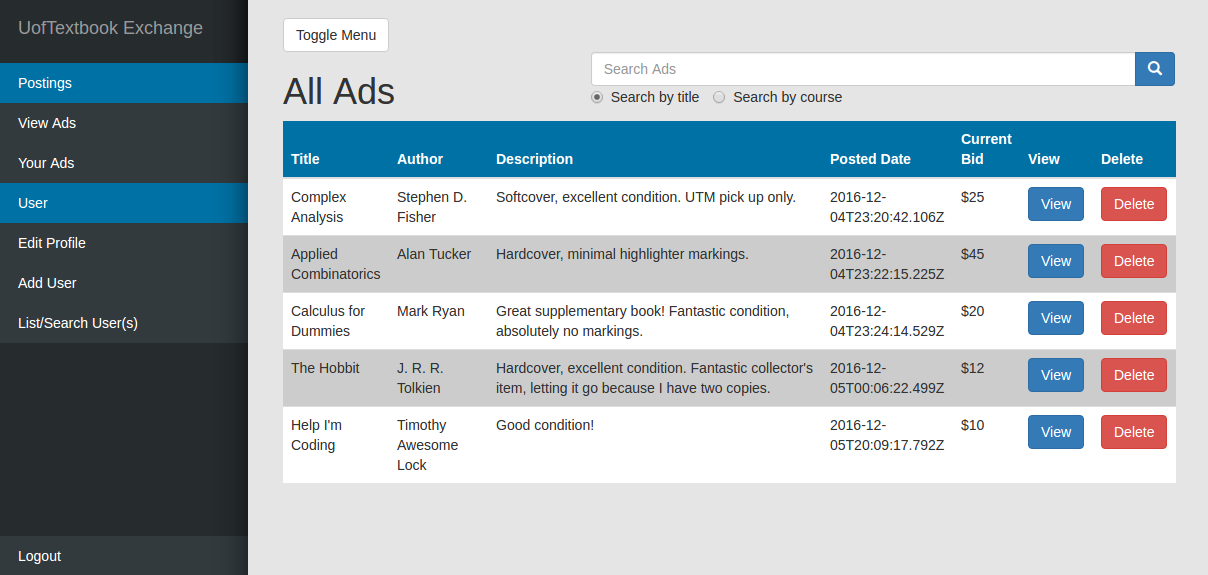 UofTextbook Exchange
Postings
View Ads
Your Ads
User
Edit Profile
Add User
List/Search User(s)
Logout
Toggle Menu
All Ads
Search Ads
Search by title Search by course
Title Author Description Posted Date Current Bid View Delete
Complex Analysis Stephen D. Fisher Softcover, excellent condition. UTM pick up only. 2016-12-04T23:20:42.106Z $25 View Delete
Applied Combinatorics Alan Tucker Hardcover, minimal highlighter markings. 2016-12-04T23:22:15.225Z $45 View Delete
Calculus for Dummies Mark Ryan Great supplementary book! Fantastic condition, absolutely no markings. 2016-12-04T23:24:14.529Z $20 View Delete
The Hobbit J. R. R. Tolkien Hardcover, excellent condition. Fantastic collector's item, letting it go because I have two copies. 2016-12-05T00:06:22.499Z $12 View Delete
Help I'm Coding Timothy Awesome Lock Good condition! 2016-12-05T20:09:17.792Z $10 View Delete